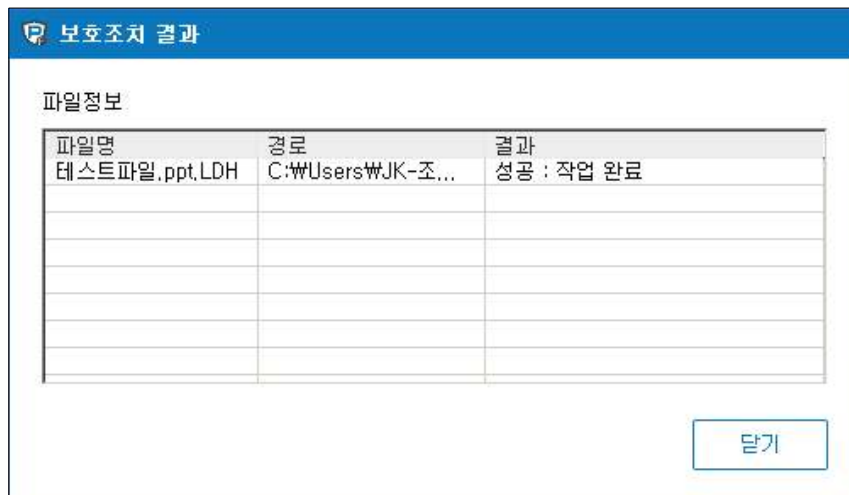 보호조치 결과
파일정보
파일명 경로 결과
테스트파일.ppt.LDH C:₩Users₩JK-조... 성공 : 작업 완료
닫기